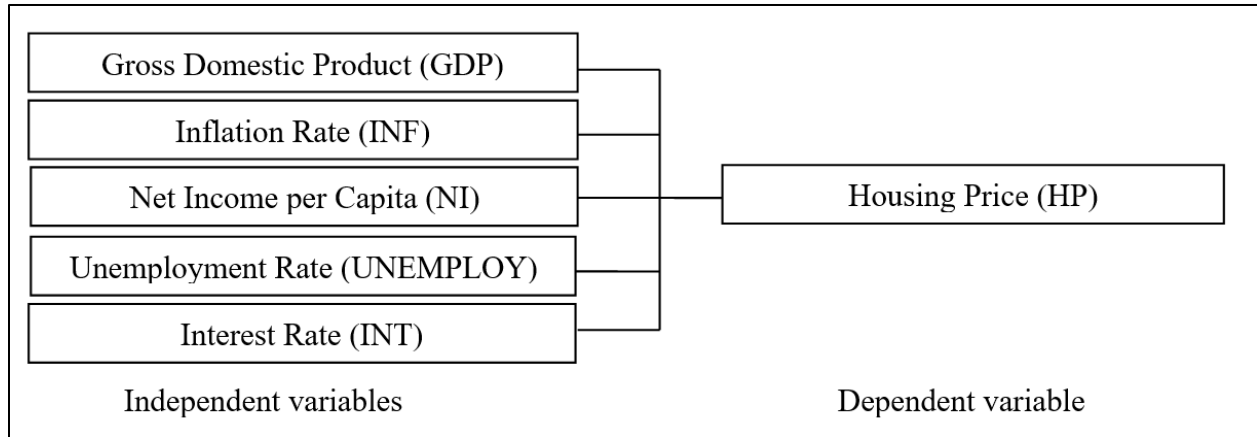 Gross Domestic Product (GDP)
Inflation Rate (INF)
Net Income per Capita (NI)
Unemployment Rate (UNEMPLOY)
Interest Rate (INT)
Independent variables
Housing Price (HP)
Dependent variable